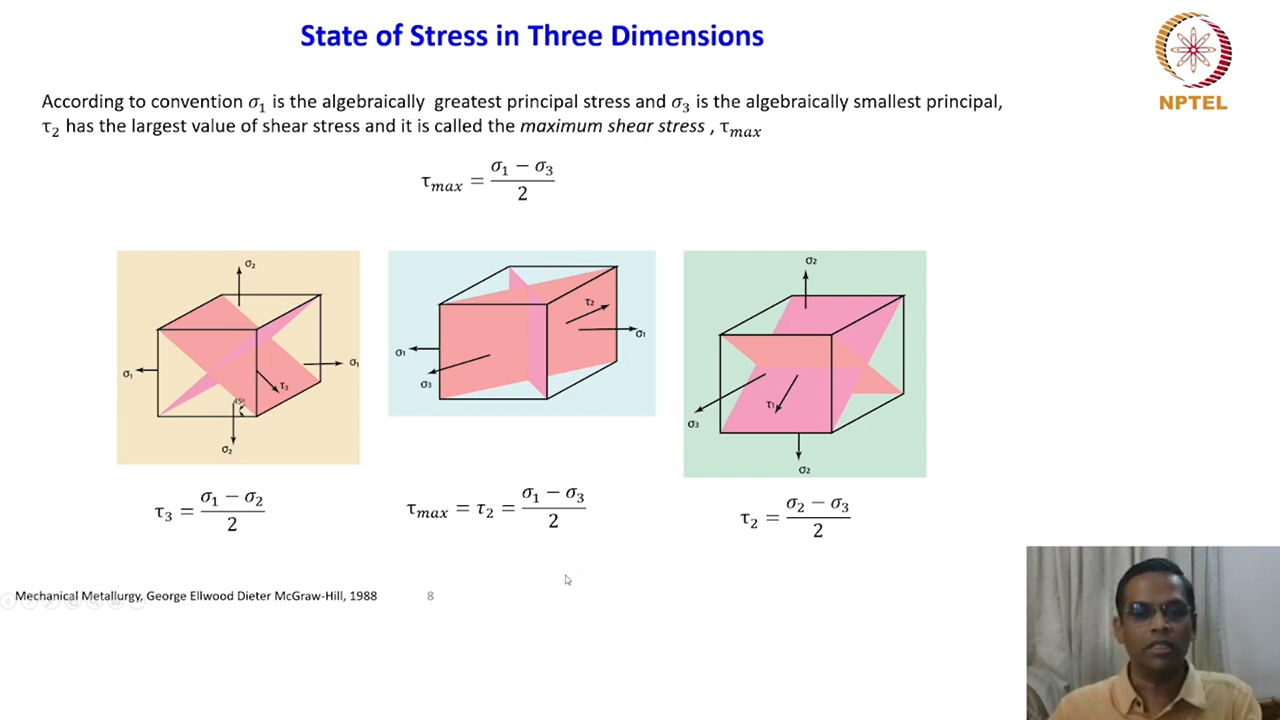 State of Stress in Three Dimensions
NPTEL
According to convention σ₁ is the algebraically greatest principal stress and σ₃ is the algebraically smallest principal,
τ₂ has the largest value of shear stress and it is called the maximum shear stress , τₘₐₓ
τₘₐₓ = (σ₁ − σ₃)/2
σ₂
σ₁
σ₁
τ₃
45°
σ₂
τ₂
σ₁
σ₁
σ₃
σ₂
τ₁
σ₃
σ₂
τ₃ = (σ₁ − σ₂)/2
τₘₐₓ = τ₂ = (σ₁ − σ₃)/2
τ₂ = (σ₂ − σ₃)/2
Mechanical Metallurgy, George Ellwood Dieter McGraw-Hill, 1988
8